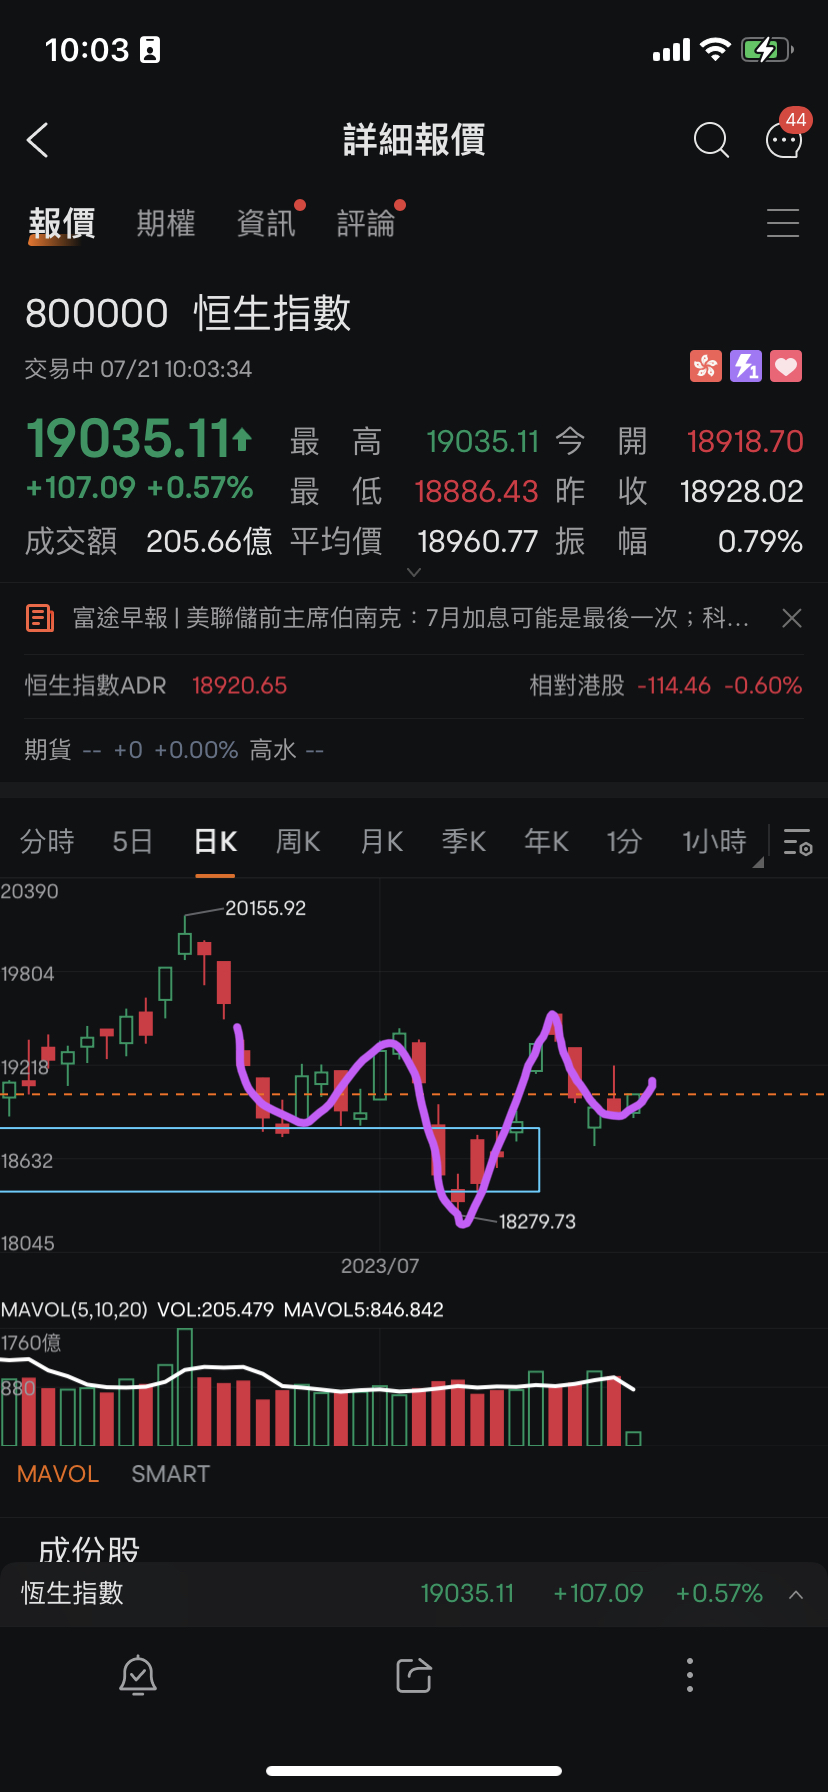 10:03
44
詳細報價
報價 期權 資訊 評論
800000 恒生指數
交易中 07/21 10:03:34
1
19035.11 最高 19035.11 今開 18918.70
+107.09 +0.57% 最低 18886.43 昨收 18928.02
成交額 205.66億 平均價 18960.77 振幅 0.79%
富途早報 | 美聯儲前主席伯南克：7月加息可能是最後一次；科...
恒生指數ADR 18920.65 相對港股 -114.46 -0.60%
期貨 -- +0 +0.00% 高水 --
分時 5日 日K 周K 月K 季K 年K 1分 1小時
20390
20155.92
19804
19218
18632
18279.73
18045
2023/07
MAVOL(5,10,20) VOL:205.479 MAVOL5:846.842
1760億
880
MAVOL SMART
成份股
恆生指數 19035.11 +107.09 +0.57%